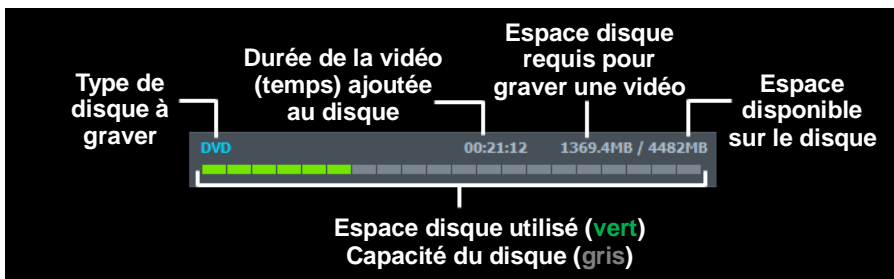 Type de
disque à
graver
Durée de la vidéo
(temps) ajoutée
au disque
Espace disque
requis pour
graver une vidéo
Espace
disponible
sur le disque
DVD 00:21:12 1369.4MB / 4482MB
Espace disque utilisé (vert)
Capacité du disque (gris)